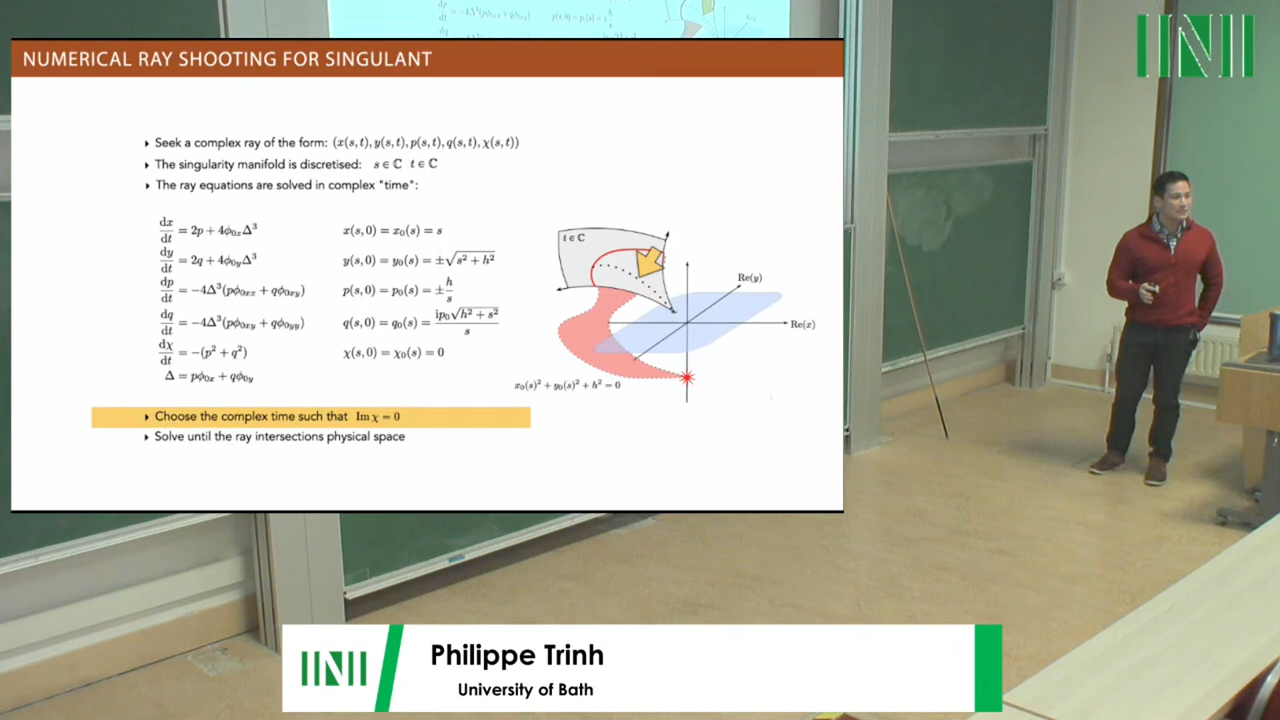 NUMERICAL RAY SHOOTING FOR SINGULANT
Seek a complex ray of the form: (x(s,t), y(s,t), p(s,t), q(s,t), χ(s,t))
The singularity manifold is discretised: s ∈ ℂ t ∈ ℂ
The ray equations are solved in complex "time":
dx/dt = 2p + 4ϕ₀ₓΔ³ x(s,0) = x₀(s) = s
dy/dt = 2q + 4ϕ₀yΔ³ y(s,0) = y₀(s) = ±√(s² + h²)
dp/dt = −4Δ³(pϕ₀ₓₓ + qϕ₀ₓy) p(s,0) = p₀(s) = ±h/s
dq/dt = −4Δ³(pϕ₀ₓy + qϕ₀yy) q(s,0) = q₀(s) = ip₀√(h² + s²)/s
dχ/dt = −(p² + q²) χ(s,0) = χ₀(s) = 0
Δ = pϕ₀ₓ + qϕ₀y
Choose the complex time such that Im χ = 0
Solve until the ray intersections physical space
t ∈ ℂ
Re(y)
Re(x)
x₀(s)² + y₀(s)² + h² = 0
INI
Philippe Trinh
University of Bath
INI